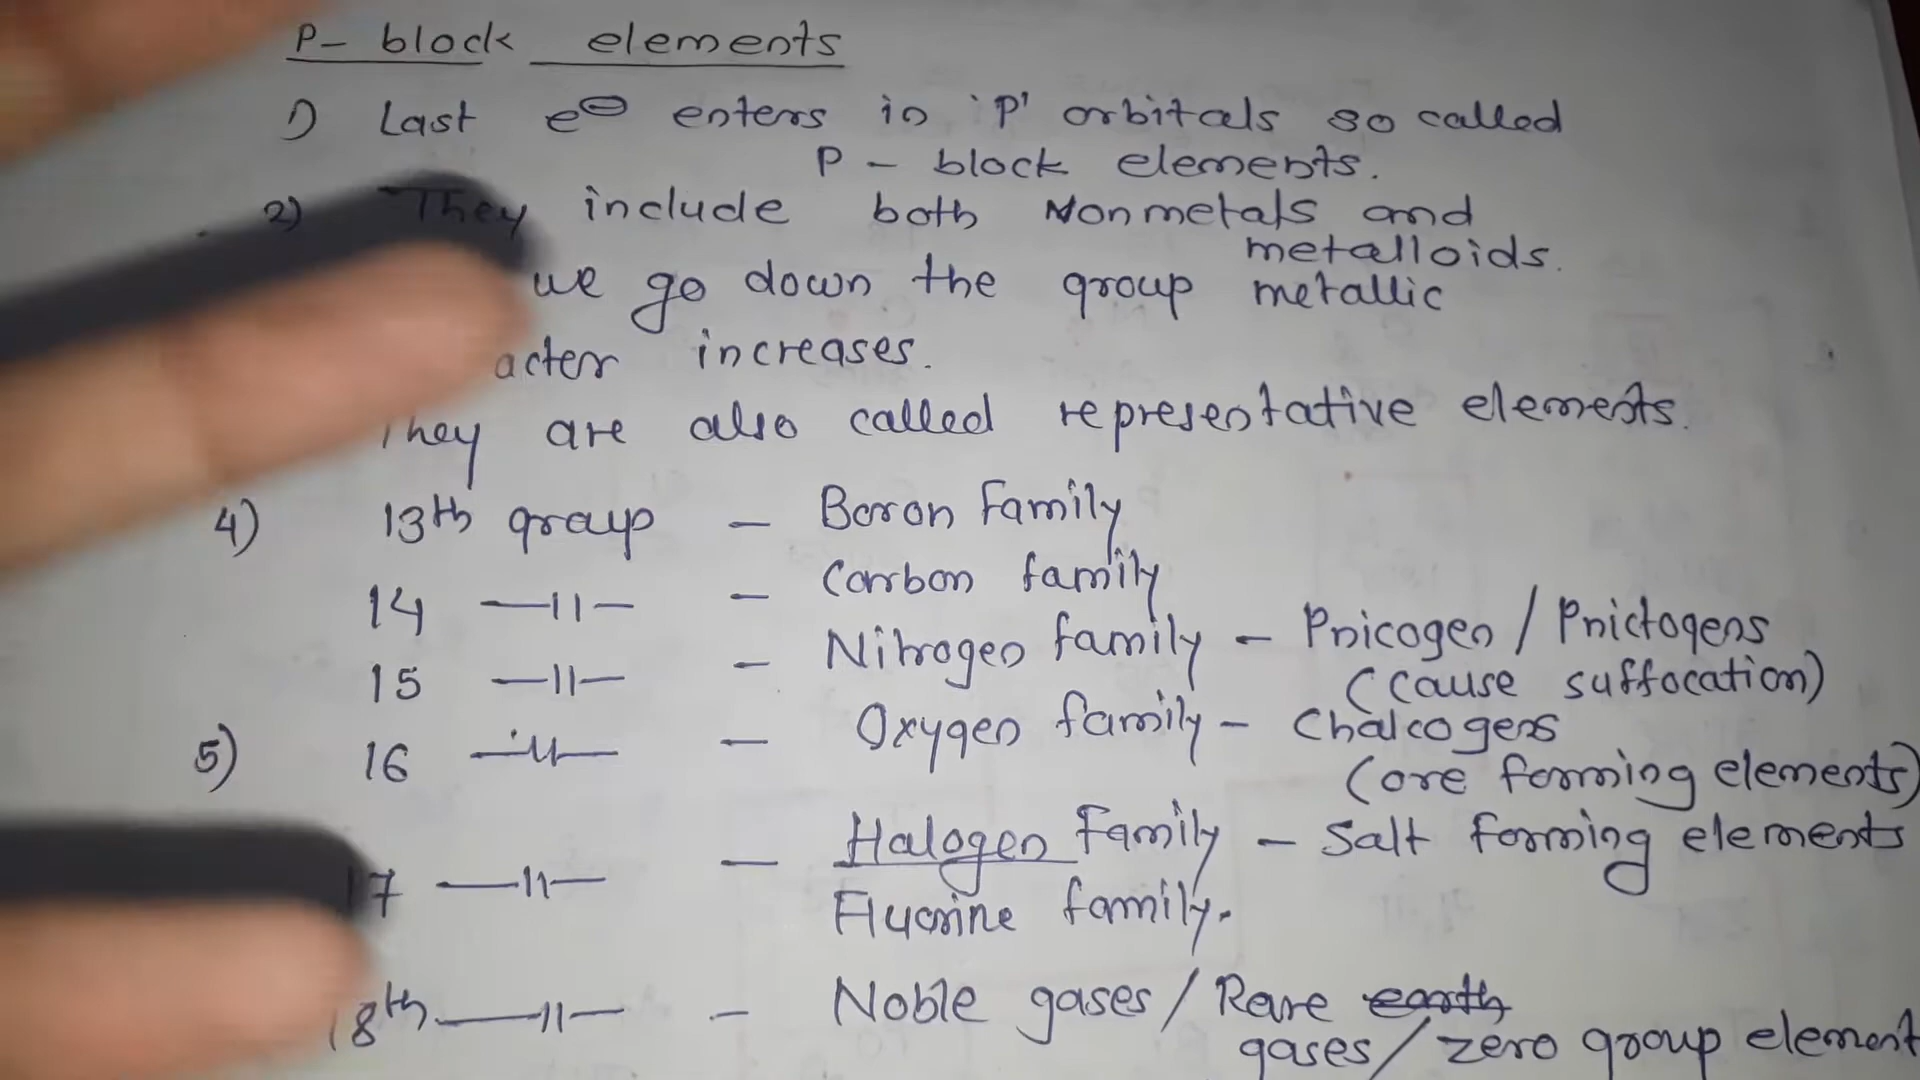 P- block elements
1) Last e⊖ enters in 'P' orbitals so called
P - block elements.
2) They include both Nonmetals and
metalloids.
we go down the group metallic
acter increases.
They are also called representative elements.
4) 13th group - Boron Family
14 —11— - Carbon family
15 —11— - Nitrogen family - Pnicogen / Pnictogens
(cause suffocation)
5) 16 —11— - Oxygen family - Chalcogens
(ore forming elements)
17 —11— - Halogen Family - Salt forming elements
Fluorine family.
18th —11— - Noble gases / Rare earth
gases / zero group element